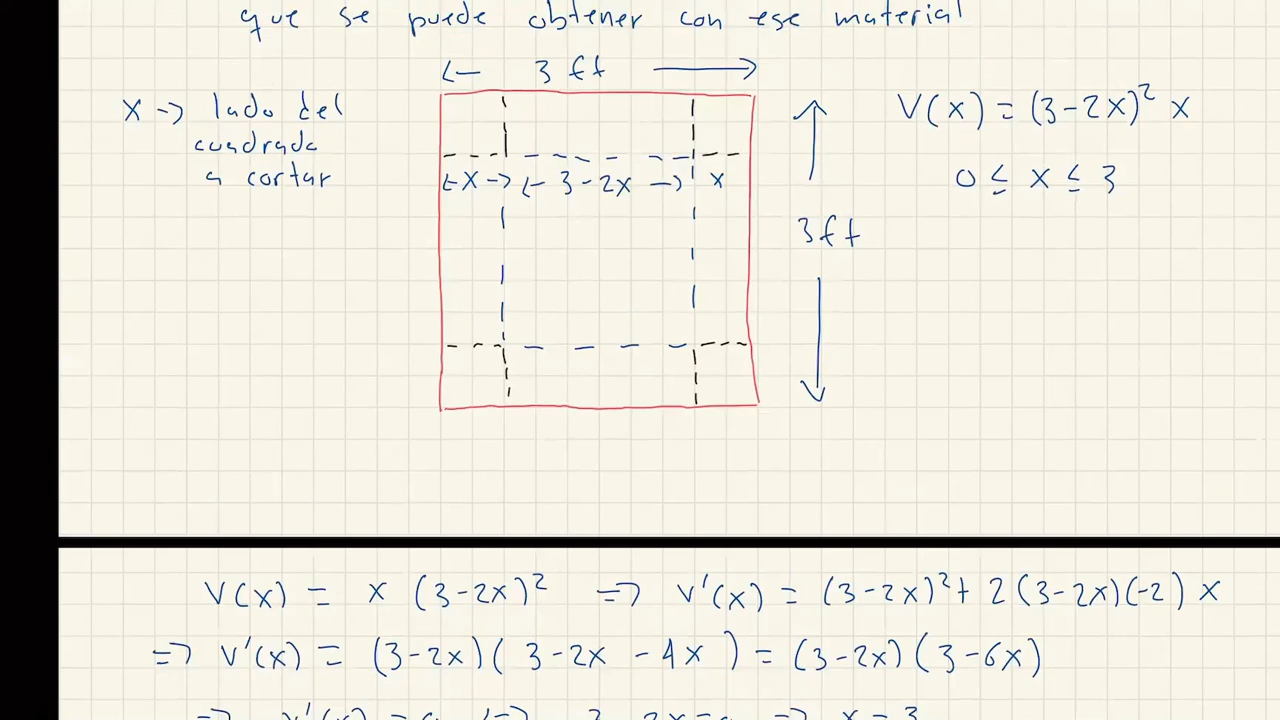 que se puede obtener con ese material
<— 3 ft —>
x -> lado del
cuadrado
a cortar
V(x) = (3-2x)² x
0 ≤ x ≤ 3
<-x-> <- 3-2x -> x
3ft
V(x) = x (3-2x)² => V'(x) = (3-2x)² + 2(3-2x)(-2) x
=> V'(x) = (3-2x)( 3-2x - 4x ) = (3-2x)(3-6x)